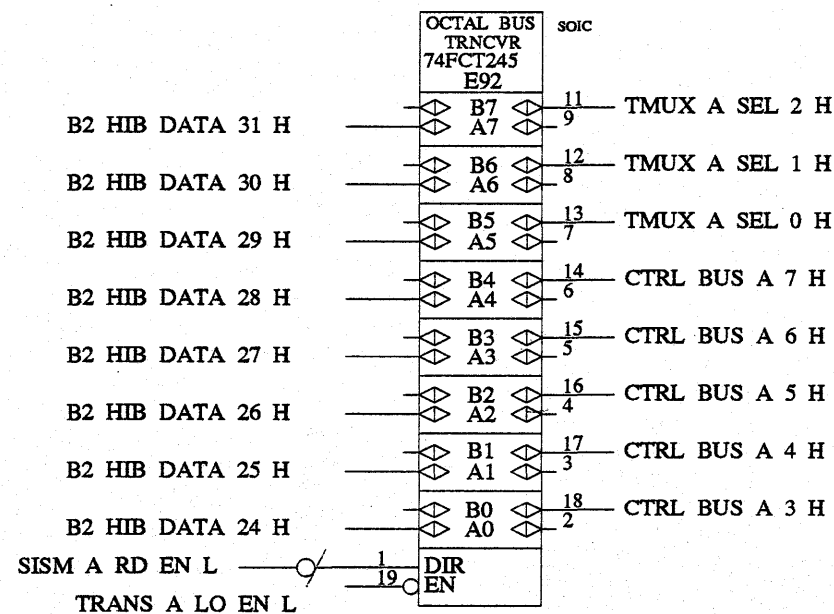 OCTAL BUS
TRNCVR
74FCT245
E92
SOIC
B7 11 TMUX A SEL 2 H
B2 HIB DATA 31 H A7 9
B6 12 TMUX A SEL 1 H
B2 HIB DATA 30 H A6 8
B5 13 TMUX A SEL 0 H
B2 HIB DATA 29 H A5 7
B4 14 CTRL BUS A 7 H
B2 HIB DATA 28 H A4 6
B3 15 CTRL BUS A 6 H
B2 HIB DATA 27 H A3 5
B2 16 CTRL BUS A 5 H
B2 HIB DATA 26 H A2 4
B1 17 CTRL BUS A 4 H
B2 HIB DATA 25 H A1 3
B0 18 CTRL BUS A 3 H
B2 HIB DATA 24 H A0 2
SISM A RD EN L 1 DIR
19 EN
TRANS A LO EN L